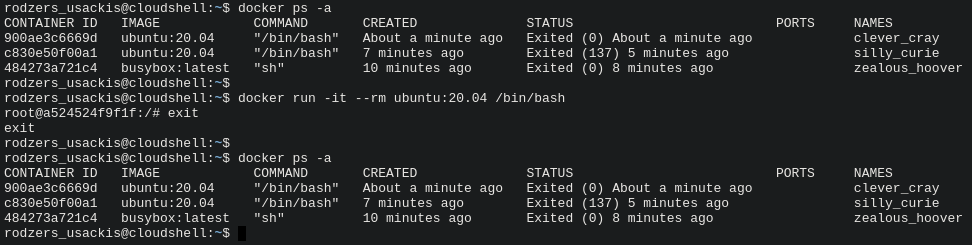 rodzers_usackis@cloudshell:~$ docker ps -a
CONTAINER ID   IMAGE            COMMAND       CREATED              STATUS                          PORTS     NAMES
900ae3c6669d   ubuntu:20.04     "/bin/bash"   About a minute ago   Exited (0) About a minute ago             clever_cray
c830e50f00a1   ubuntu:20.04     "/bin/bash"   7 minutes ago        Exited (137) 5 minutes ago                silly_curie
484273a721c4   busybox:latest   "sh"          10 minutes ago       Exited (0) 8 minutes ago                  zealous_hoover
rodzers_usackis@cloudshell:~$
rodzers_usackis@cloudshell:~$ docker run -it --rm ubuntu:20.04 /bin/bash
root@a524524f9f1f:/# exit
exit
rodzers_usackis@cloudshell:~$
rodzers_usackis@cloudshell:~$ docker ps -a
CONTAINER ID   IMAGE            COMMAND       CREATED              STATUS                          PORTS     NAMES
900ae3c6669d   ubuntu:20.04     "/bin/bash"   About a minute ago   Exited (0) About a minute ago             clever_cray
c830e50f00a1   ubuntu:20.04     "/bin/bash"   7 minutes ago        Exited (137) 5 minutes ago                silly_curie
484273a721c4   busybox:latest   "sh"          10 minutes ago       Exited (0) 8 minutes ago                  zealous_hoover
rodzers_usackis@cloudshell:~$